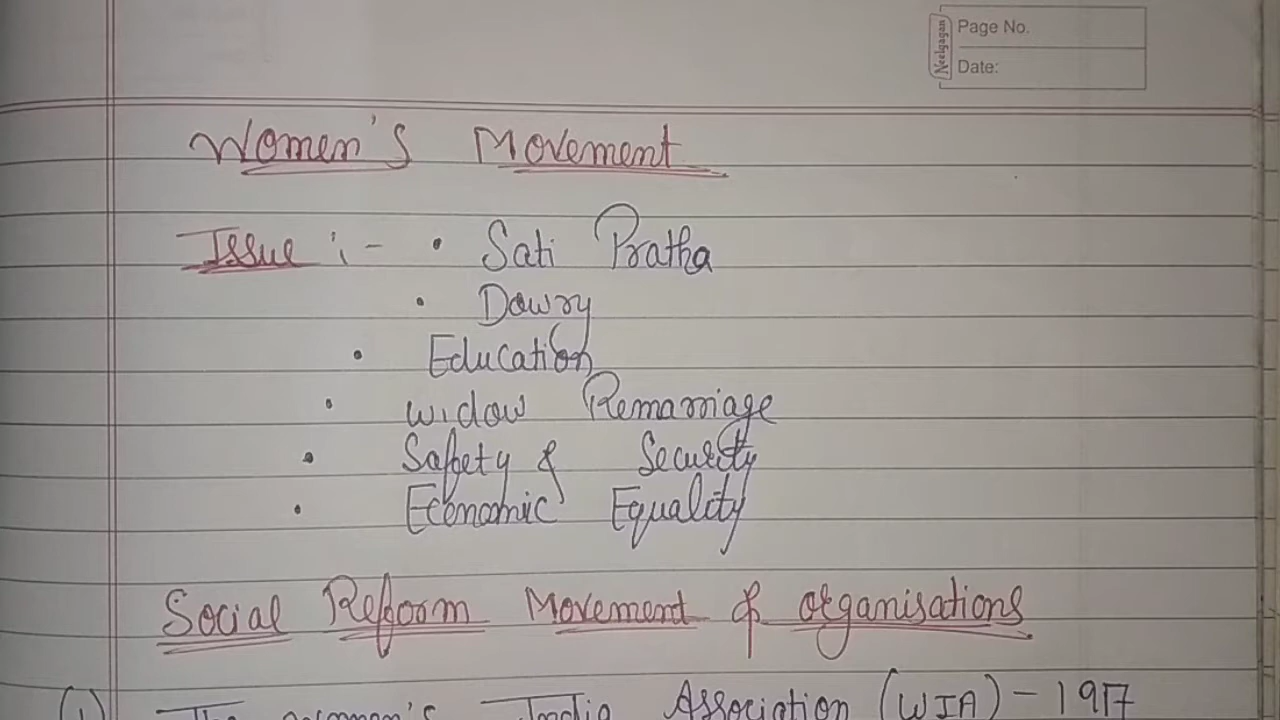 Neelgagan
Page No.
Date:
Women's Movement
Issue :- • Sati Pratha
• Dowry
• Education
• Widow Remarriage
• Safety & Security
• Economic Equality
Social Reform Movement & organisations
(1) The women's India Association (WIA) - 1917